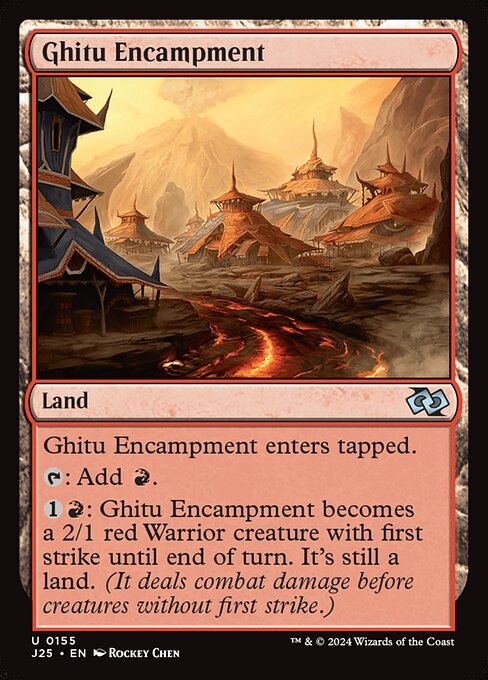 Ghitu Encampment
Land
Ghitu Encampment enters tapped.
: Add .
1 : Ghitu Encampment becomes
a 2/1 red Warrior creature with first
strike until end of turn. It's still a
land. (It deals combat damage before
creatures without first strike.)
U 0155
J25 • EN Rockey Chen
™ & © 2024 Wizards of the Coast